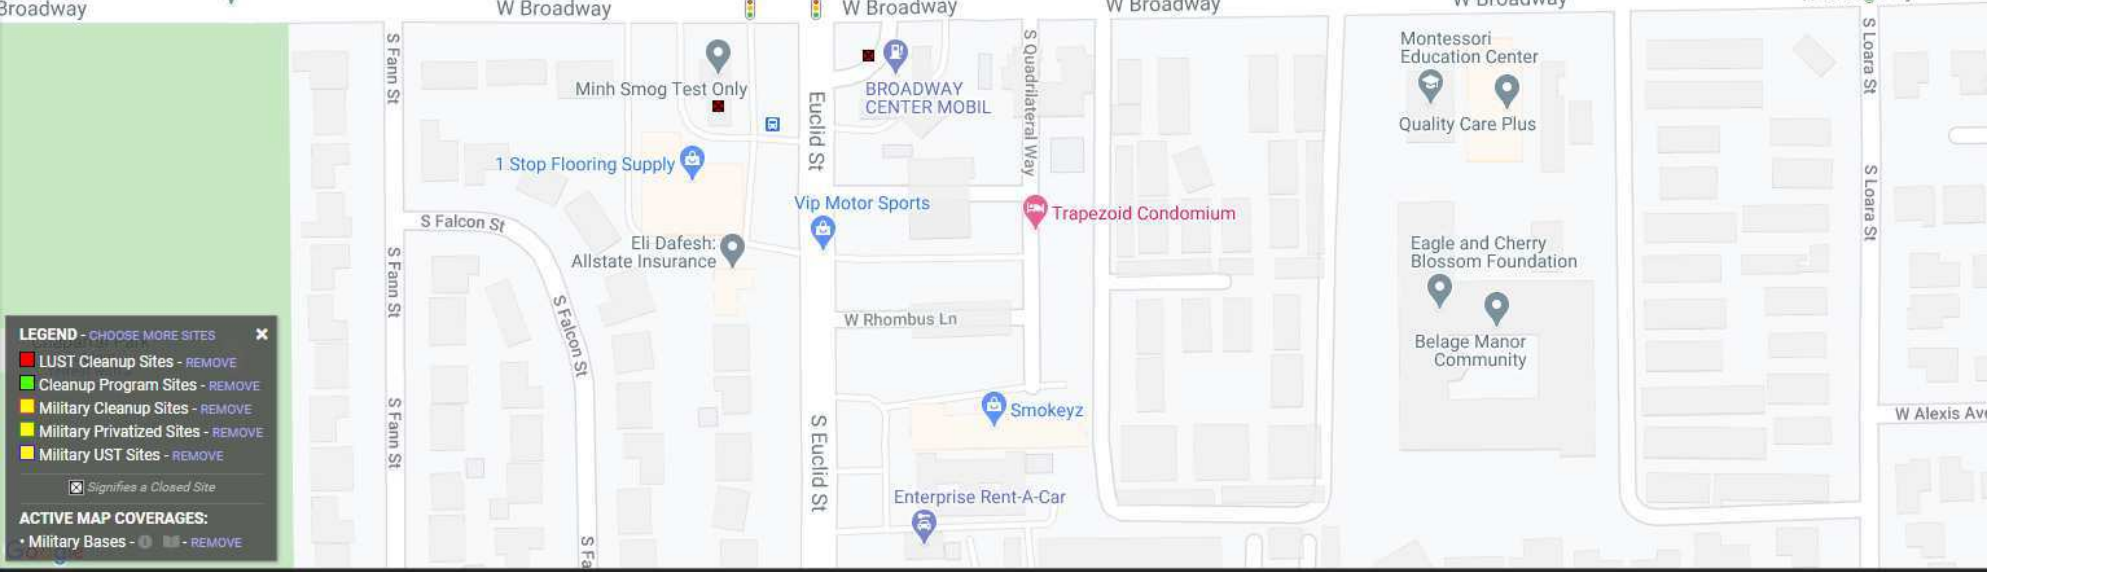 Broadway
W Broadway
W Broadway
W Broadway
W Broadway
S Fann St
Minh Smog Test Only
Euclid St
BROADWAY
CENTER MOBIL
S Quadrilateral Way
Montessori
Education Center
Quality Care Plus
S Loara St
1 Stop Flooring Supply
S Falcon St
Vip Motor Sports
Trapezoid Condomium
S Loara St
Eli Dafesh:
Allstate Insurance
S Fann St
S Falcon St
W Rhombus Ln
Eagle and Cherry
Blossom Foundation
Belage Manor
Community
S Fann St
S Euclid St
Smokeyz
W Alexis Ave
Enterprise Rent-A-Car
S Fa
LEGEND - CHOOSE MORE SITES
LUST Cleanup Sites - REMOVE
Cleanup Program Sites - REMOVE
Military Cleanup Sites - REMOVE
Military Privatized Sites - REMOVE
Military UST Sites - REMOVE
Signifies a Closed Site
ACTIVE MAP COVERAGES:
• Military Bases - - REMOVE
Google